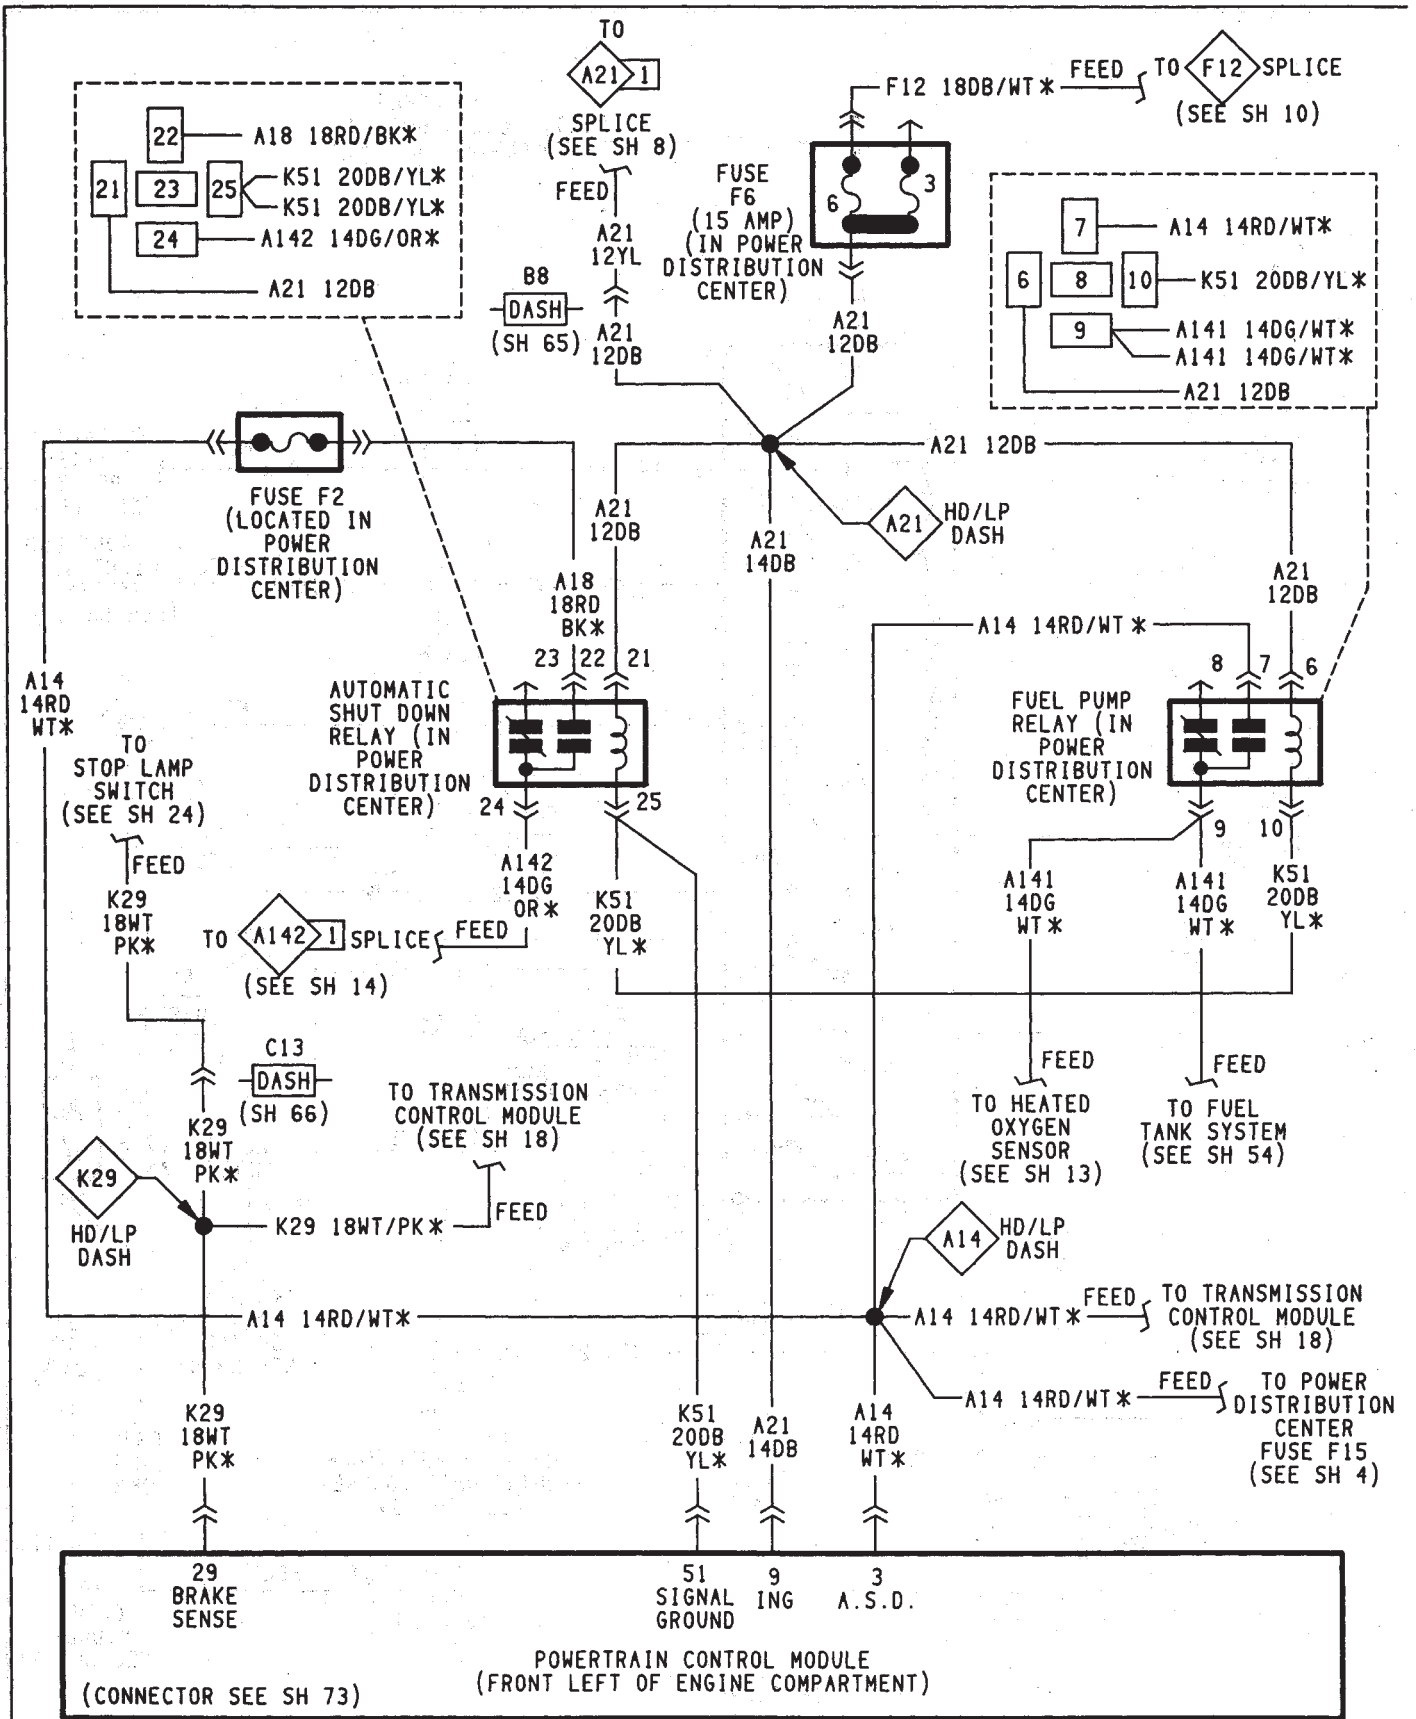 TO
A21 1
SPLICE
(SEE SH 8)
FEED
A21
12YL
B8
DASH
(SH 65)
A21
12DB
F12 18DB/WT*
FEED
TO F12 SPLICE
(SEE SH 10)
FUSE
F6
(15 AMP)
(IN POWER
DISTRIBUTION
CENTER)
6
3
A21
12DB
22 A18 18RD/BK*
21 23 25 K51 20DB/YL*
K51 20DB/YL*
24 A142 14DG/OR*
A21 12DB
7 A14 14RD/WT*
6 8 10 K51 20DB/YL*
9 A141 14DG/WT*
A141 14DG/WT*
A21 12DB
FUSE F2
(LOCATED IN
POWER
DISTRIBUTION
CENTER)
A21
12DB
A21 12DB
A21
HD/LP
DASH
A21
14DB
A18
18RD
BK*
A21
12DB
A14 14RD/WT*
A14
14RD
WT*
23 22 21
AUTOMATIC
SHUT DOWN
RELAY (IN
POWER
DISTRIBUTION
CENTER)
24 25
8 7 6
FUEL PUMP
RELAY (IN
POWER
DISTRIBUTION
CENTER)
9 10
TO
STOP LAMP
SWITCH
(SEE SH 24)
FEED
K29
18WT
PK*
A142
14DG
OR*
K51
20DB
YL*
TO A142 1 SPLICE FEED
(SEE SH 14)
A141
14DG
WT*
A141
14DG
WT*
K51
20DB
YL*
C13
DASH
(SH 66)
K29
18WT
PK*
TO TRANSMISSION
CONTROL MODULE
(SEE SH 18)
FEED
FEED
TO HEATED
OXYGEN
SENSOR
(SEE SH 13)
FEED
TO FUEL
TANK SYSTEM
(SEE SH 54)
K29
HD/LP
DASH
K29 18WT/PK*
A14
HD/LP
DASH
A14 14RD/WT*
A14 14RD/WT*
FEED
TO TRANSMISSION
CONTROL MODULE
(SEE SH 18)
A14 14RD/WT*
FEED
TO POWER
DISTRIBUTION
CENTER
FUSE F15
(SEE SH 4)
K29
18WT
PK*
K51
20DB
YL*
A21
14DB
A14
14RD
WT*
29
BRAKE
SENSE
51
SIGNAL
GROUND
9
ING
3
A.S.D.
POWERTRAIN CONTROL MODULE
(FRONT LEFT OF ENGINE COMPARTMENT)
(CONNECTOR SEE SH 73)